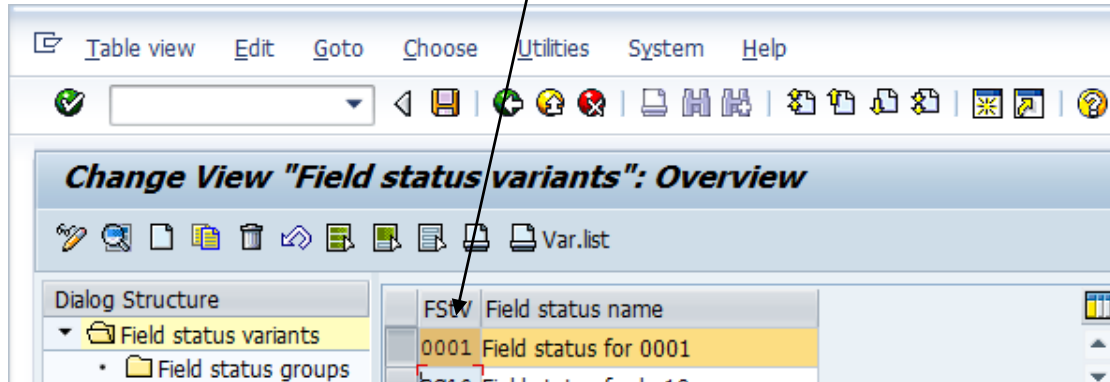 Table view Edit Goto Choose Utilities System Help
Change View "Field status variants": Overview
Var.list
Dialog Structure
Field status variants
Field status groups
FStV Field status name
0001 Field status for 0001